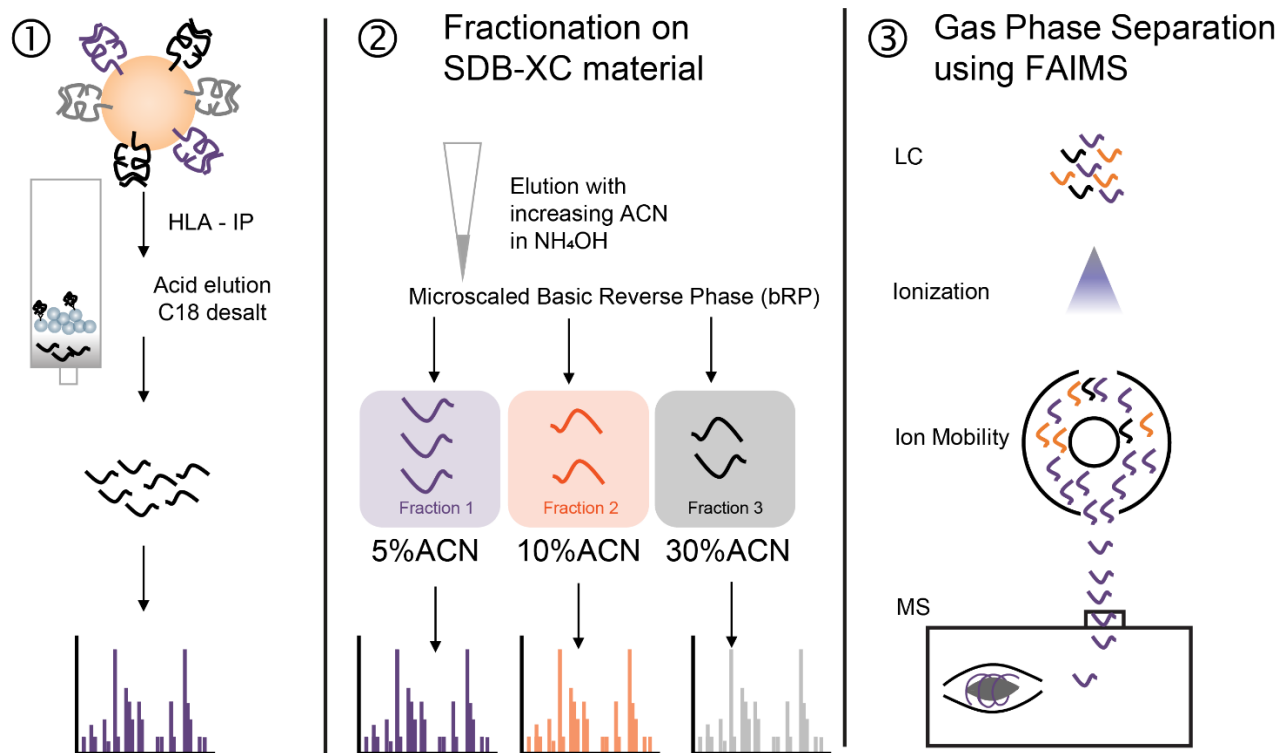 ①
HLA - IP
Acid elution
C18 desalt
②
Fractionation on
SDB-XC material
Elution with
increasing ACN
in NH₄OH
Microscaled Basic Reverse Phase (bRP)
Fraction 1
Fraction 2
Fraction 3
5%ACN
10%ACN
30%ACN
③
Gas Phase Separation
using FAIMS
LC
Ionization
Ion Mobility
MS